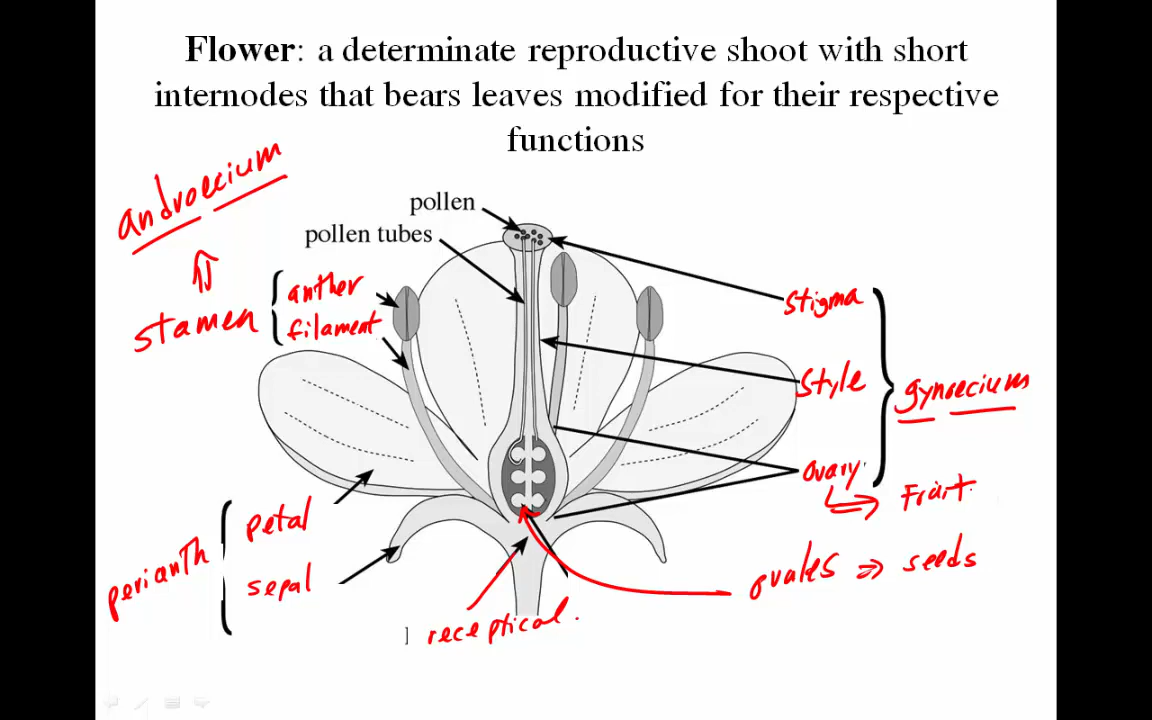 Flower: a determinate reproductive shoot with short
internodes that bears leaves modified for their respective
functions
androecium
pollen
pollen tubes
anther
stamen
filament
stigma
style
gynoecium
ovary
Fruit
petal
perianth
sepal
ovules ⇒ seeds
receptical.